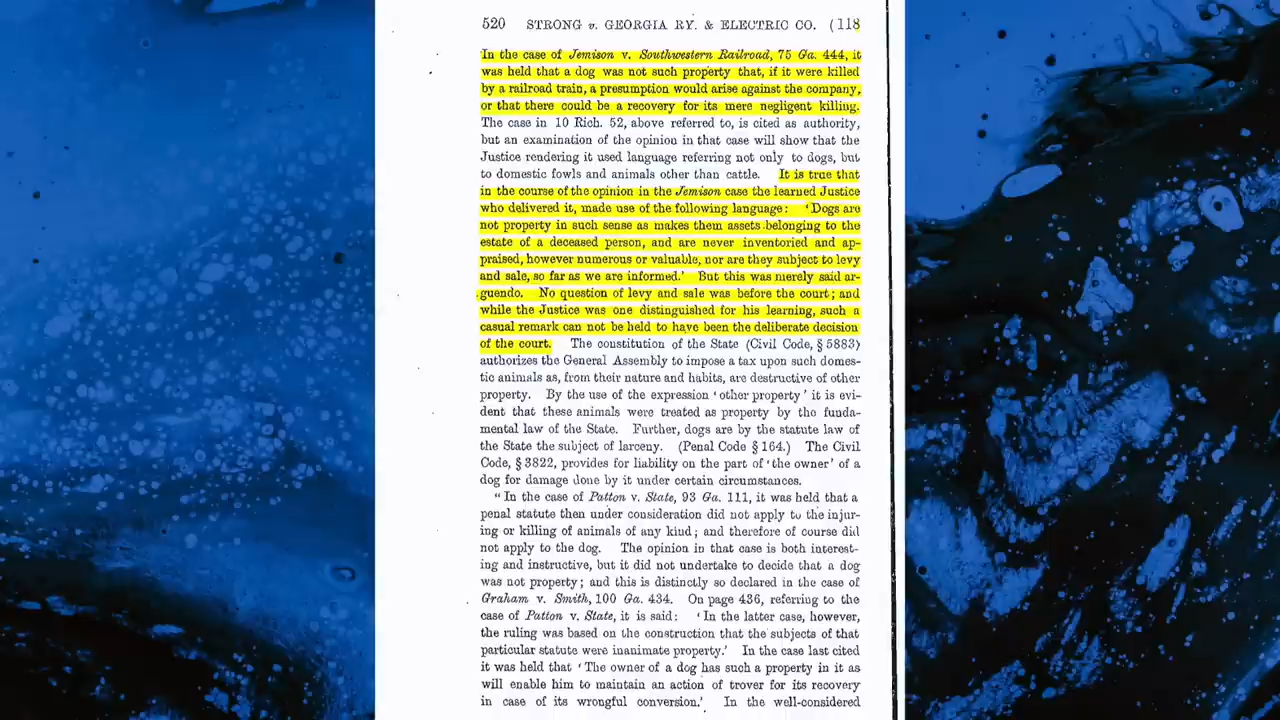 520 STRONG v. GEORGIA RY. & ELECTRIC CO. (118
In the case of Jemison v. Southwestern Railroad, 75 Ga. 444, it
was held that a dog was not such property that, if it were killed
by a railroad train, a presumption would arise against the company,
or that there could be a recovery for its mere negligent killing.
The case in 10 Rich. 52, above referred to, is cited as authority,
but an examination of the opinion in that case will show that the
Justice rendering it used language referring not only to dogs, but
to domestic fowls and animals other than cattle. It is true that
in the course of the opinion in the Jemison case the learned Justice
who delivered it, made use of the following language: ‘Dogs are
not property in such sense as makes them assets belonging to the
estate of a deceased person, and are never inventoried and ap-
praised, however numerous or valuable, nor are they subject to levy
and sale, so far as we are informed.’ But this was merely said ar-
guendo. No question of levy and sale was before the court; and
while the Justice was one distinguished for his learning, such a
casual remark can not be held to have been the deliberate decision
of the court. The constitution of the State (Civil Code, § 5883)
authorizes the General Assembly to impose a tax upon such domes-
tic animals as, from their nature and habits, are destructive of other
property. By the use of the expression ‘other property’ it is evi-
dent that these animals were treated as property by the funda-
mental law of the State. Further, dogs are by the statute law of
the State the subject of larceny. (Penal Code § 164.) The Civil
Code, § 3822, provides for liability on the part of ‘the owner’ of a
dog for damage done by it under certain circumstances.
“In the case of Patton v. State, 93 Ga. 111, it was held that a
penal statute then under consideration did not apply to the injur-
ing or killing of animals of any kind; and therefore of course did
not apply to the dog. The opinion in that case is both interest-
ing and instructive, but it did not undertake to decide that a dog
was not property; and this is distinctly so declared in the case of
Graham v. Smith, 100 Ga. 434. On page 436, referring to the
case of Patton v. State, it is said: ‘In the latter case, however,
the ruling was based on the construction that the subjects of that
particular statute were inanimate property.’ In the case last cited
it was held that ‘The owner of a dog has such a property in it as
will enable him to maintain an action of trover for its recovery
in case of its wrongful conversion.’ In the well-considered